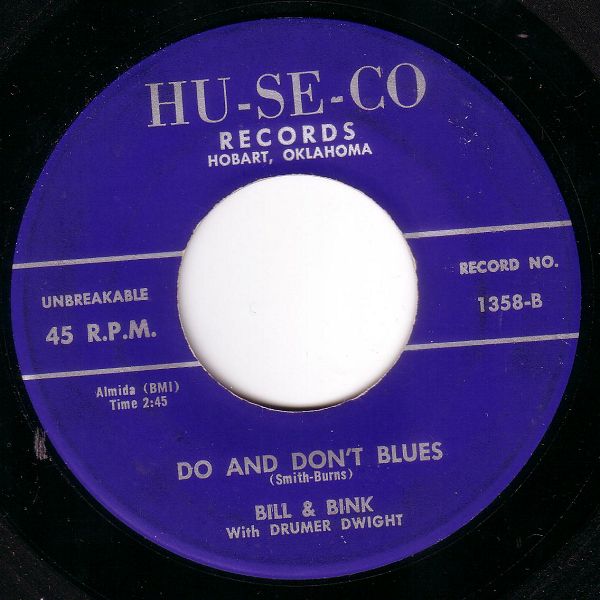 HU-SE-CO
RECORDS
HOBART, OKLAHOMA
UNBREAKABLE
45 R.P.M.
RECORD NO.
1358-B
Almida (BMI)
Time 2:45
DO AND DON'T BLUES
(Smith-Burns)
BILL & BINK
With DRUMER DWIGHT